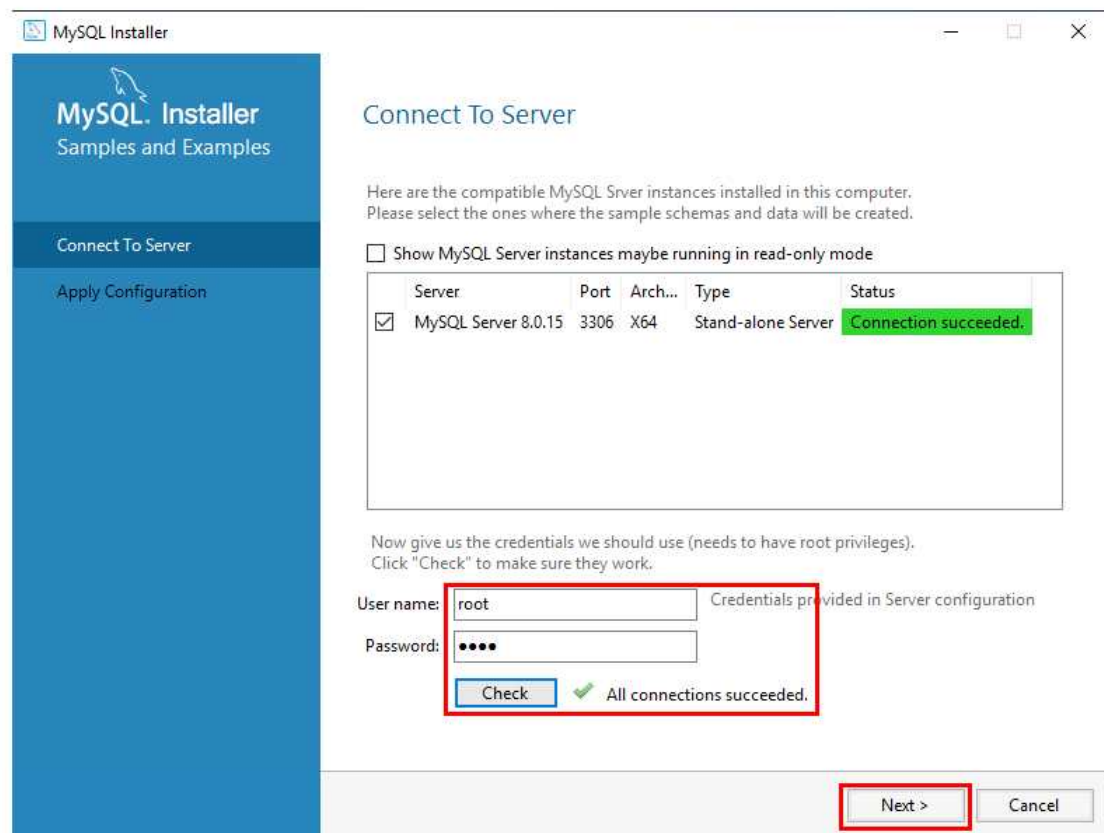 MySQL Installer
MySQL. Installer
Samples and Examples
Connect To Server
Apply Configuration
Connect To Server
Here are the compatible MySQL Srver instances installed in this computer.
Please select the ones where the sample schemas and data will be created.
Show MySQL Server instances maybe running in read-only mode
Server Port Arch... Type Status
MySQL Server 8.0.15 3306 X64 Stand-alone Server Connection succeeded.
Now give us the credentials we should use (needs to have root privileges).
Click "Check" to make sure they work.
User name: root Credentials provided in Server configuration
Password: ●●●●
Check All connections succeeded.
Next > Cancel